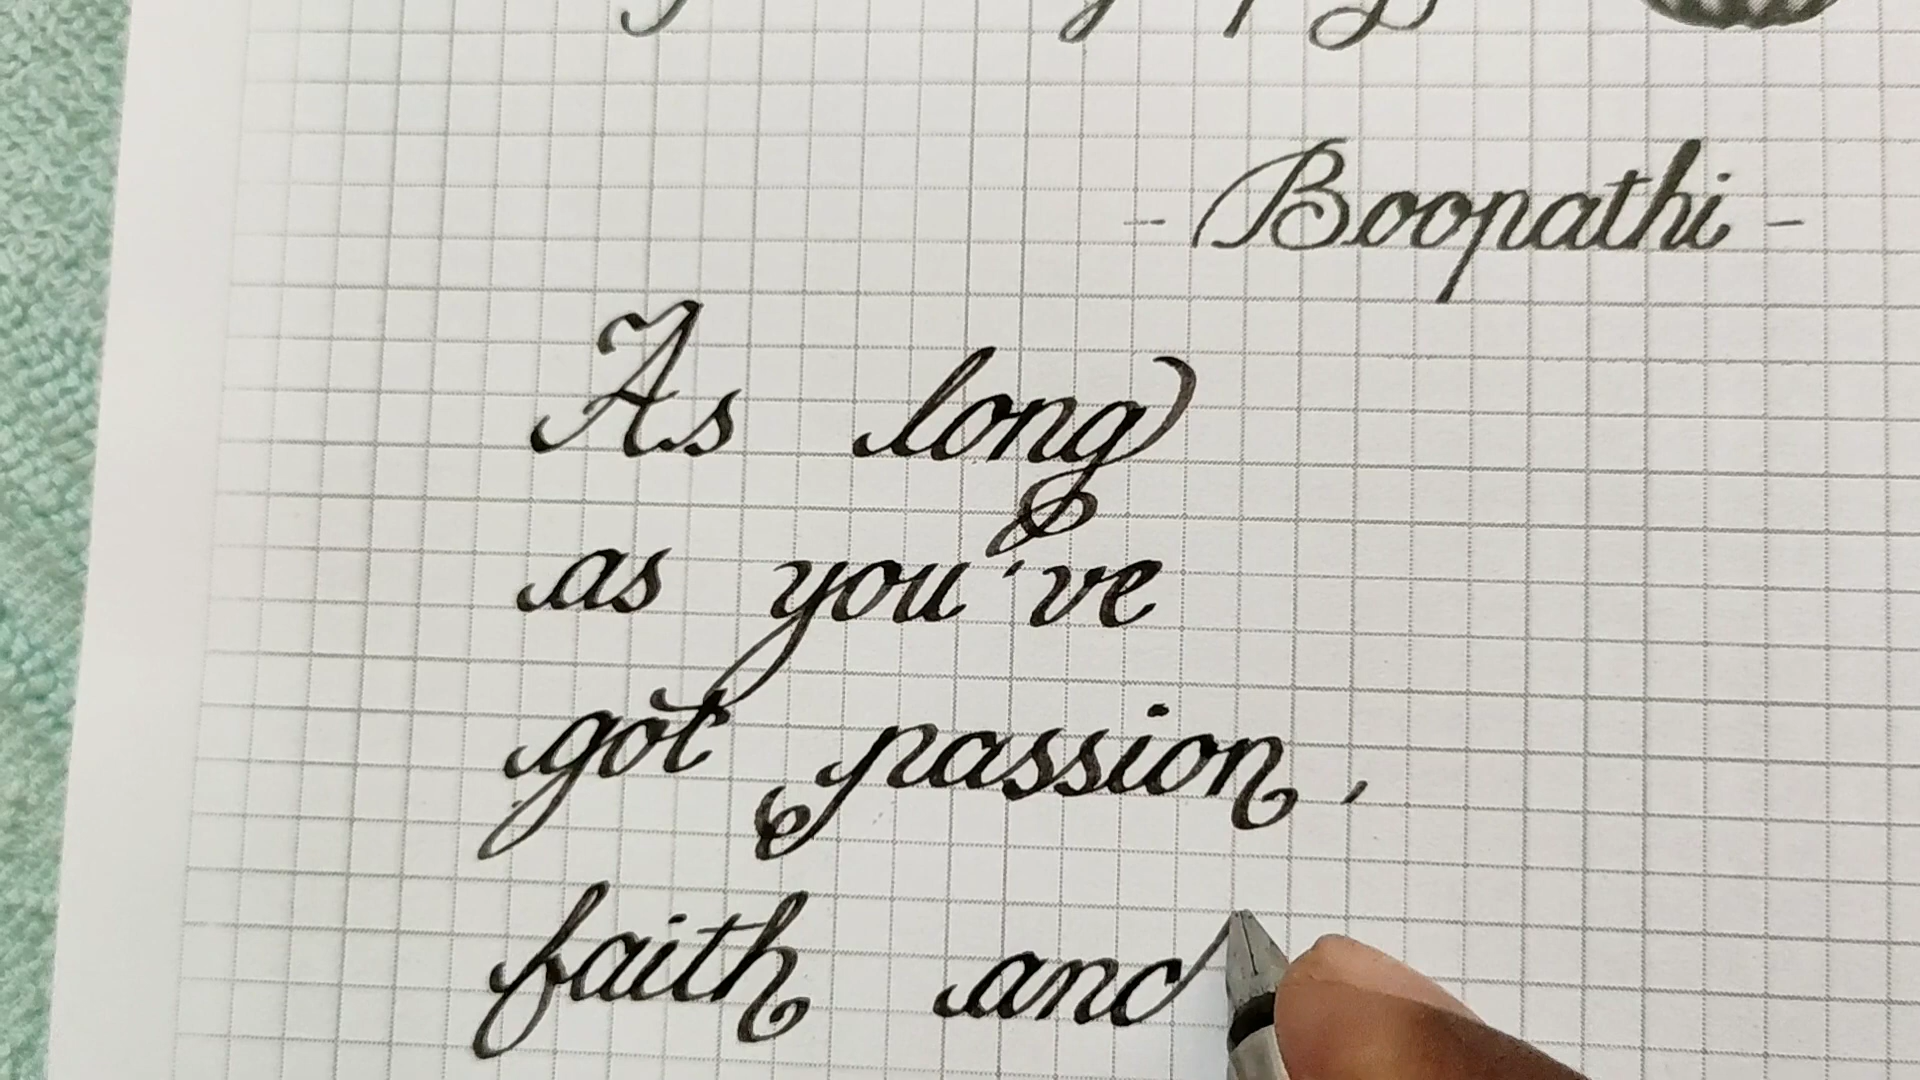 - Boopathi -
As long
as you've
got passion,
faith and